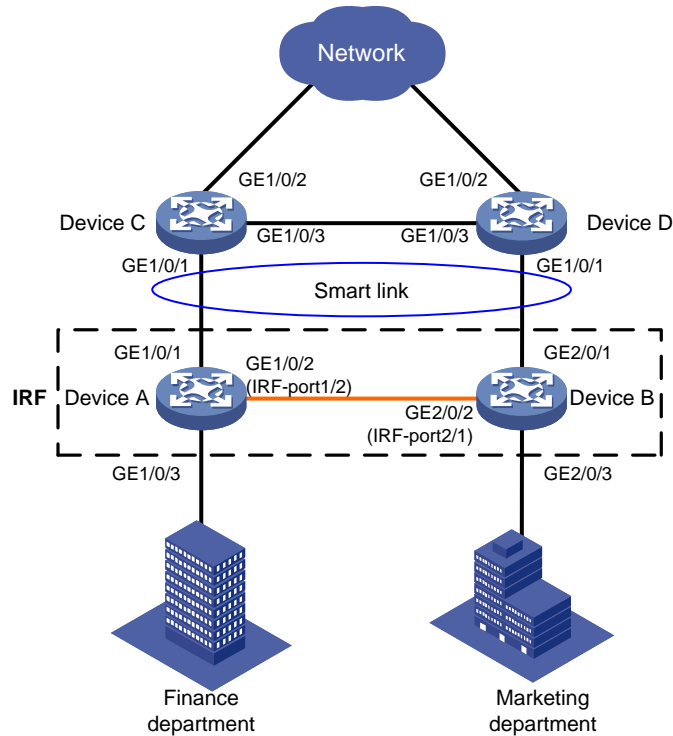 Network
GE1/0/2
GE1/0/2
Device C
GE1/0/3
GE1/0/3
Device D
GE1/0/1
GE1/0/1
Smart link
GE1/0/1
GE1/0/2
(IRF-port1/2)
GE2/0/1
IRF
Device A
GE2/0/2
(IRF-port2/1)
Device B
GE1/0/3
GE2/0/3
Finance
department
Marketing
department